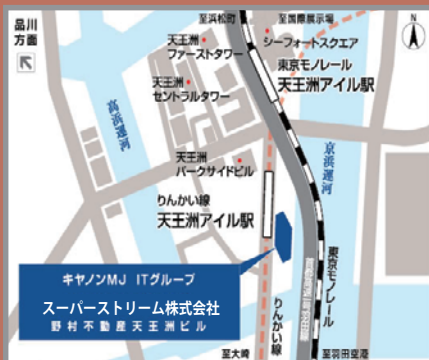 至浜松町
至国際展示場
N
品川
方面
天王洲
ファーストタワー
シーフォートスクエア
東京モノレール
天王洲アイル駅
天王洲
セントラルタワー
高浜運河
京浜運河
天王洲
パークサイドビル
りんかい線
天王洲アイル駅
キヤノンMJ ITグループ
スーパーストリーム株式会社
野村不動産天王洲ビル
東京モノレール
りんかい線
至大崎
至羽田空港